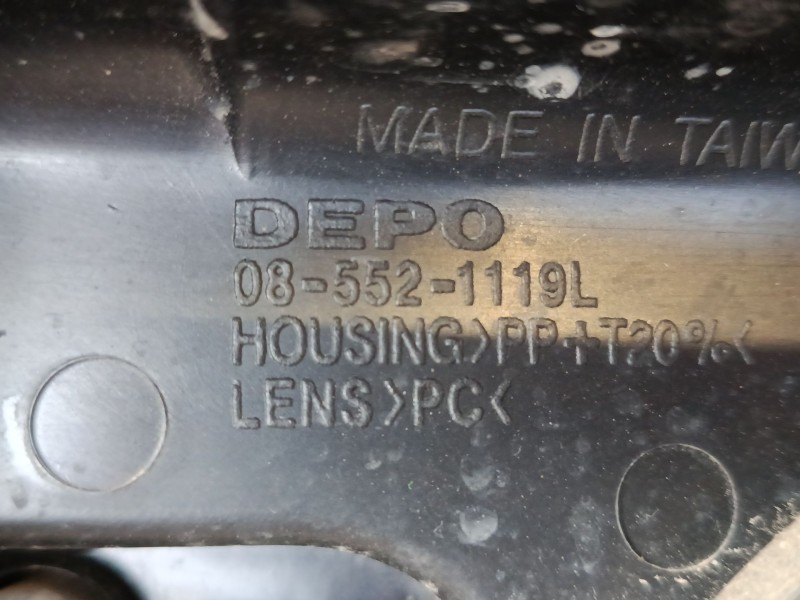 MADE IN TAIW
DEPO
08-552-1119L
HOUSING>PP+T20%<
LENS>PC<